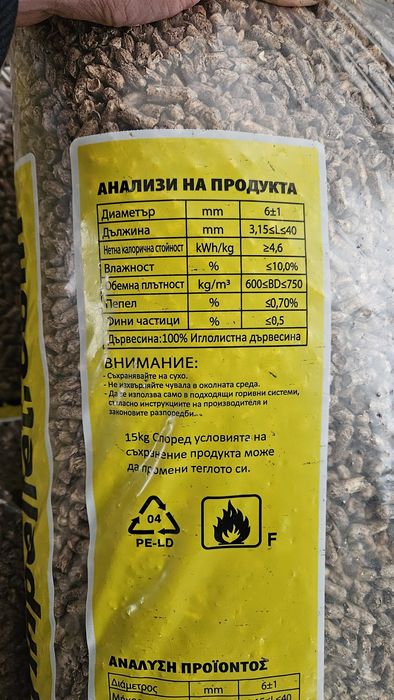 АНАЛИЗИ НА ПРОДУКТА
Диаметър mm 6±1
Дължина mm 3,15≤L≤40
Нетна калорична стойност kWh/kg ≥4,6
Влажност % ≤10,0%
Обемна плътност kg/m³ 600≤BD≤750
Пепел % ≤0,70%
Фини частици % ≤0,5
Дървесина:100% Иглолистна дървесина
ВНИМАНИЕ:
- Съхранявайте на сухо.
- Не изхвърляйте чувала в околната среда.
- Да се използва само в подходящи горивни системи,
съгласно инструкциите на производителя и
законовите разпоредби.
15kg Според условията на
съхранение продукта може
да промени теглото си.
04
PE-LD
F
ΑΝΑΛΥΣΗ ΠΡΟΪΟΝΤΟΣ
Διάμετρος mm 6±1